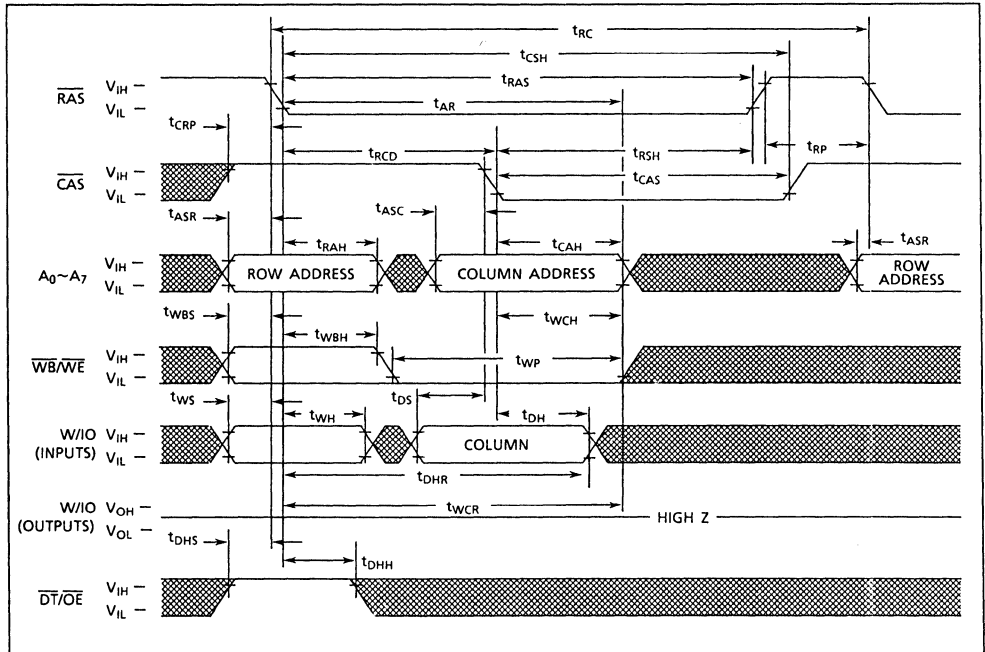 tRC
tCSH
tRAS
tAR
RAS VIH VIL
tCRP tRCD tRSH tRP
CAS VIH VIL
tCAS
tASR tRAH tASC tCAH tASR
A0~A7 VIH VIL ROW ADDRESS COLUMN ADDRESS ROW ADDRESS
tWBS tWBH tWCH
WB/WE VIH VIL
tWP
tWS tWH tDS tDH
W/IO (INPUTS) VIH VIL COLUMN
tDHR
tWCR
W/IO (OUTPUTS) VOH VOL HIGH Z
tDHS tDHH
DT/OE VIH VIL